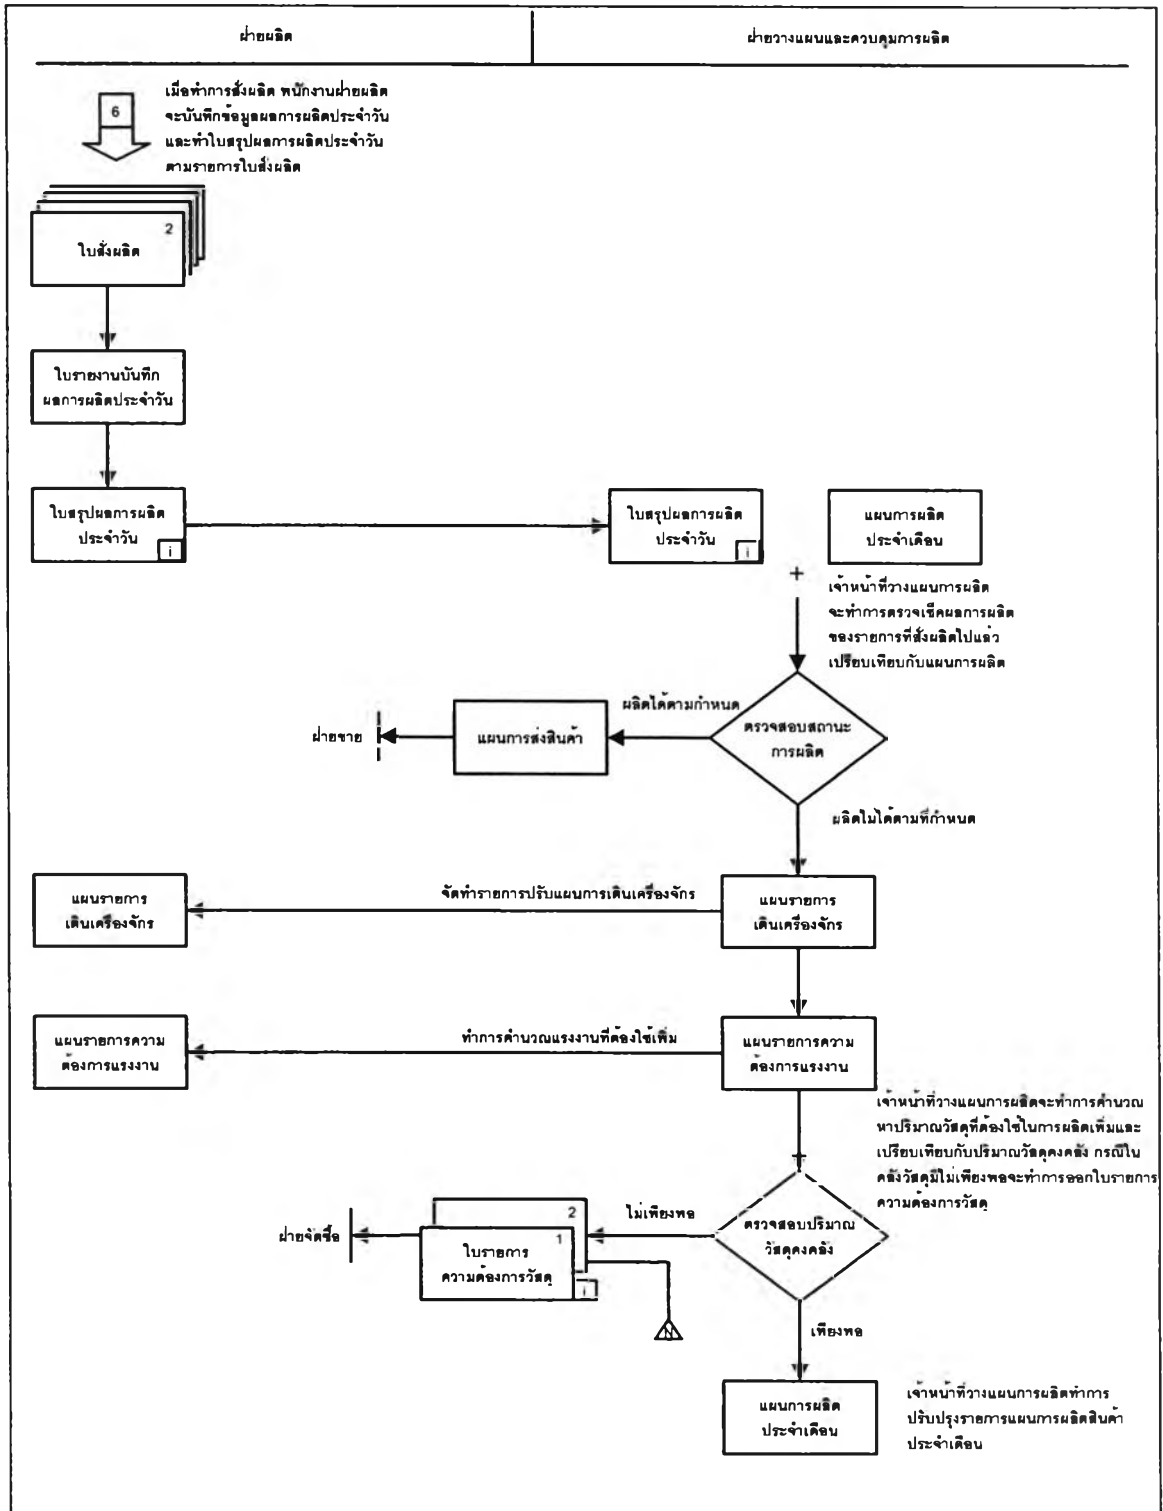 ฝ่ายผลิต
ฝ่ายวางแผนและควบคุมการผลิต
6
เมื่อทำการสั่งผลิต พนักงานฝ่ายผลิต
จะบันทึกข้อมูลผลการผลิตประจำวัน
และทำใบสรุปผลการผลิตประจำวัน
ตามรายการใบสั่งผลิต
2
ใบสั่งผลิต
ใบรายงานบันทึก
ผลการผลิตประจำวัน
ใบสรุปผลการผลิต
ประจำวัน
i
ใบสรุปผลการผลิต
ประจำวัน
i
แผนการผลิต
ประจำเดือน
+
เจ้าหน้าที่วางแผนการผลิต
จะทำการตรวจเช็คผลการผลิต
ของรายการที่สั่งผลิตไปแล้ว
เปรียบเทียบกับแผนการผลิต
ผลิตได้ตามกำหนด
ตรวจสอบสถานะ
การผลิต
แผนการส่งสินค้า
ฝ่ายขาย
ผลิตไม่ได้ตามที่กำหนด
แผนรายการ
เดินเครื่องจักร
จัดทำรายการปรับแผนการเดินเครื่องจักร
แผนรายการ
เดินเครื่องจักร
แผนรายการความ
ต้องการแรงงาน
ทำการคำนวณแรงงานที่ต้องใช้เพิ่ม
แผนรายการความ
ต้องการแรงงาน
เจ้าหน้าที่วางแผนการผลิตจะทำการคำนวณ
หาปริมาณวัสดุที่ต้องใช้ในการผลิตเพิ่มและ
เปรียบเทียบกับปริมาณวัสดุคงคลัง กรณีใน
คลังวัสดุมีไม่เพียงพอจะทำการออกใบรายการ
ความต้องการวัสดุ
ไม่เพียงพอ
ตรวจสอบปริมาณ
วัสดุคงคลัง
2
1
ใบรายการ
ความต้องการวัสดุ
i
ฝ่ายจัดซื้อ
เพียงพอ
แผนการผลิต
ประจำเดือน
เจ้าหน้าที่วางแผนการผลิตทำการ
ปรับปรุงรายการแผนการผลิตสินค้า
ประจำเดือน